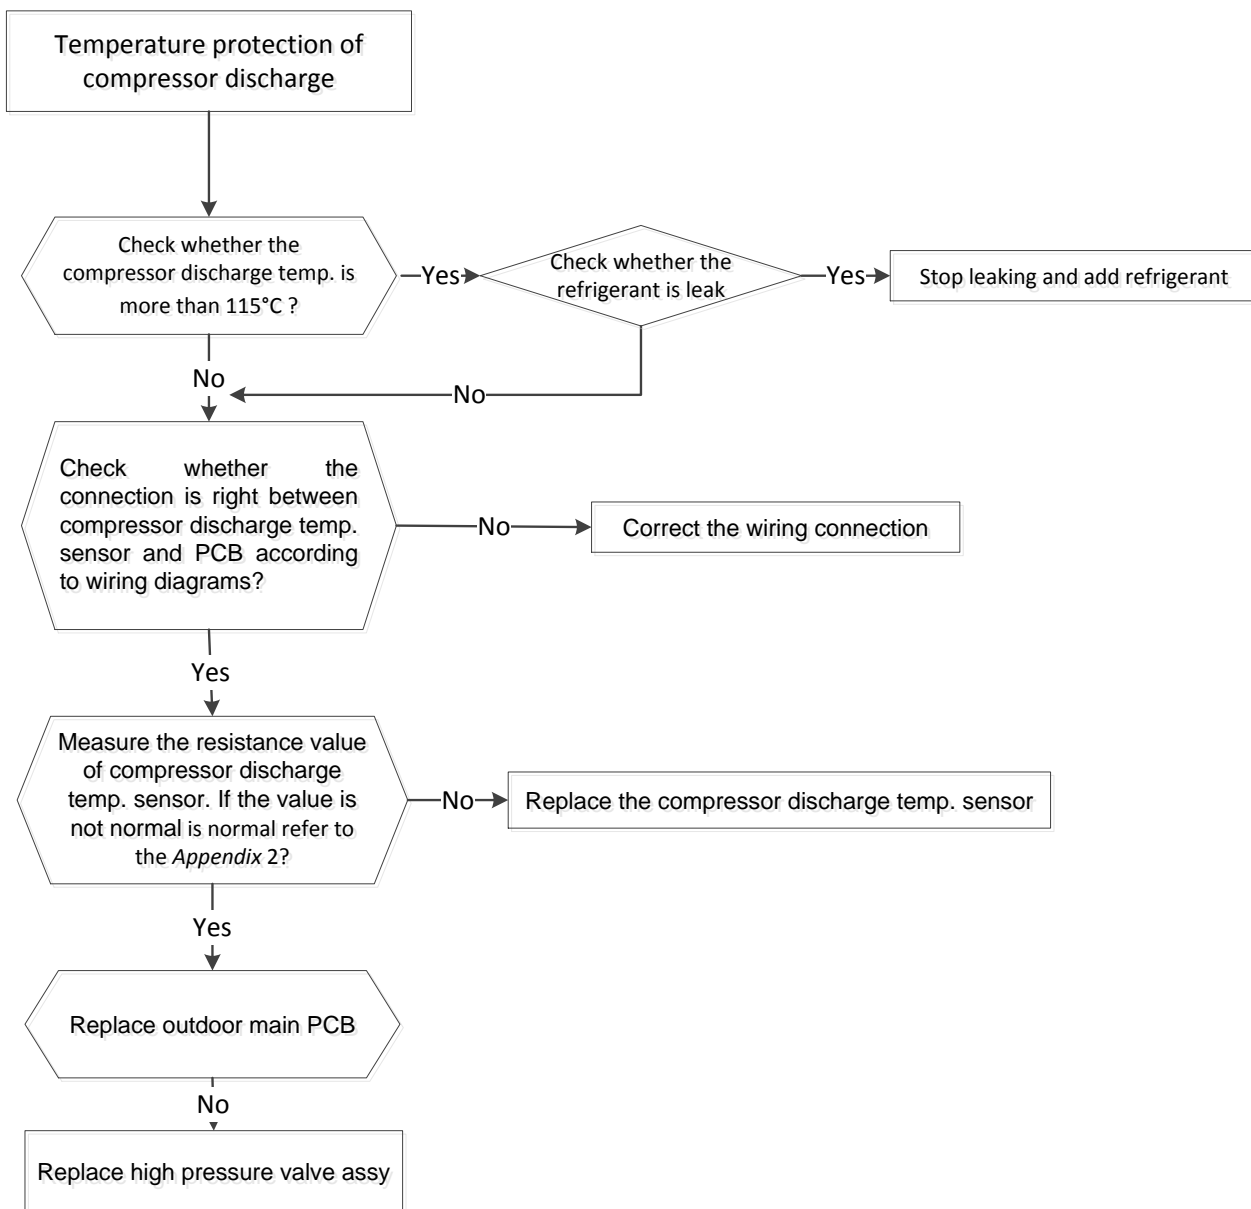 Temperature protection of
compressor discharge
Check whether the
compressor discharge temp. is
more than 115°C ?
Yes
Check whether the
refrigerant is leak
Yes
Stop leaking and add refrigerant
No
No
Check whether the
connection is right between
compressor discharge temp.
sensor and PCB according
to wiring diagrams?
No
Correct the wiring connection
Yes
Measure the resistance value
of compressor discharge
temp. sensor. If the value is
not normal is normal refer to
the Appendix 2?
No
Replace the compressor discharge temp. sensor
Yes
Replace outdoor main PCB
No
Replace high pressure valve assy